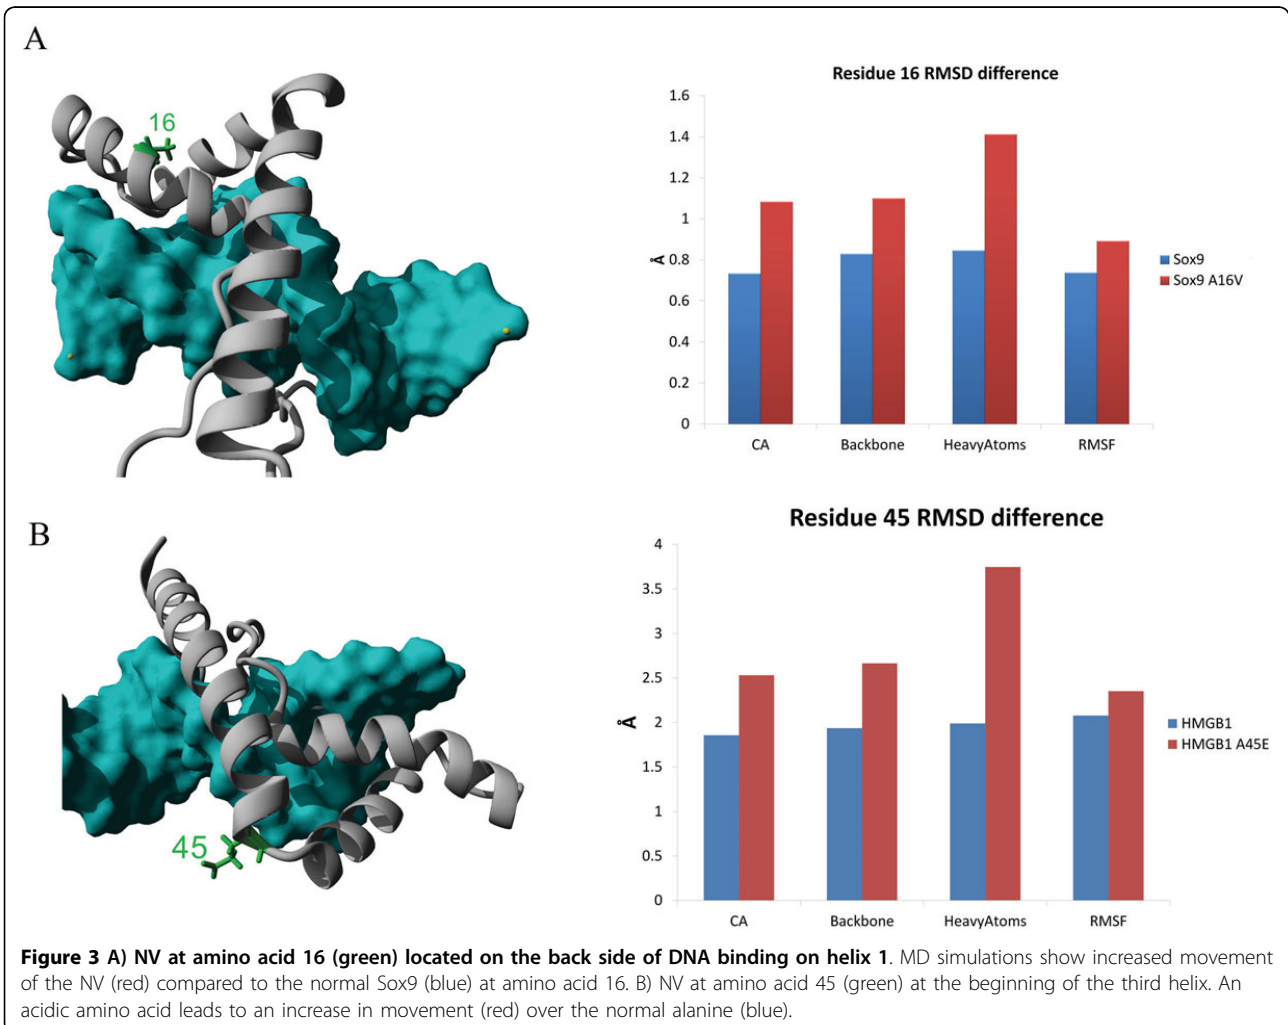 A
16
Residue 16 RMSD difference
1.6
1.4
1.2
1
0.8
0.6
0.4
0.2
0
Å
CA Backbone HeavyAtoms RMSF
Sox9
Sox9 A16V
B
45
Residue 45 RMSD difference
4
3.5
3
2.5
2
1.5
1
0.5
0
Å
CA Backbone HeavyAtoms RMSF
HMGB1
HMGB1 A45E
Figure 3 A) NV at amino acid 16 (green) located on the back side of DNA binding on helix 1. MD simulations show increased movement
of the NV (red) compared to the normal Sox9 (blue) at amino acid 16. B) NV at amino acid 45 (green) at the beginning of the third helix. An
acidic amino acid leads to an increase in movement (red) over the normal alanine (blue).